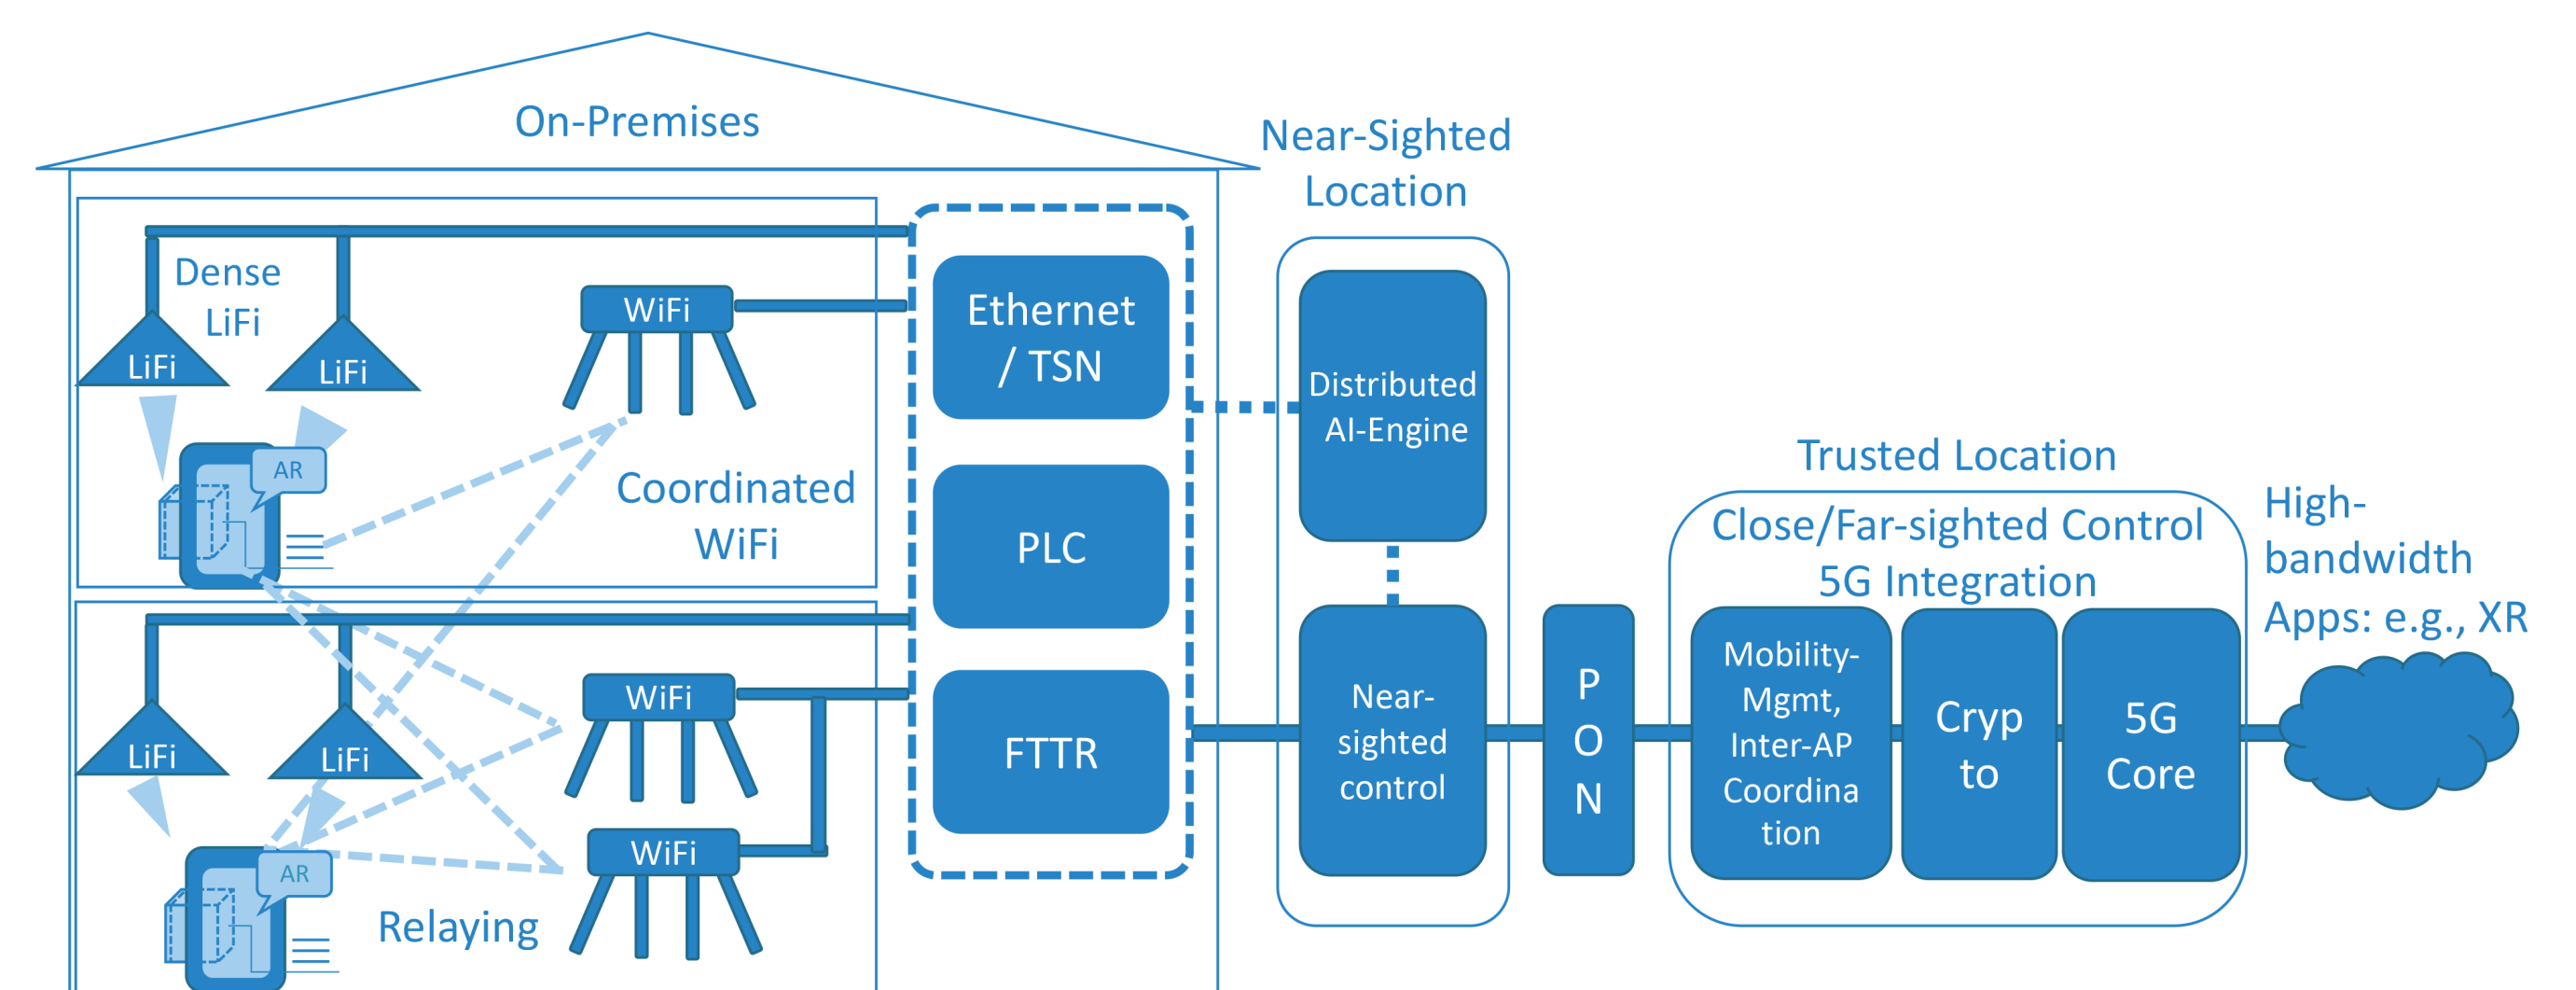 On-Premises
Near-Sighted
Location
Dense
LiFi
LiFi
LiFi
WiFi
AR
Coordinated
WiFi
LiFi
LiFi
WiFi
WiFi
AR
Relaying
Ethernet
/ TSN
PLC
FTTR
Distributed
AI-Engine
Near-
sighted
control
P
O
N
Trusted Location
Close/Far-sighted Control
5G Integration
Mobility-
Mgmt,
Inter-AP
Coordina
tion
Cryp
to
5G
Core
High-
bandwidth
Apps: e.g., XR